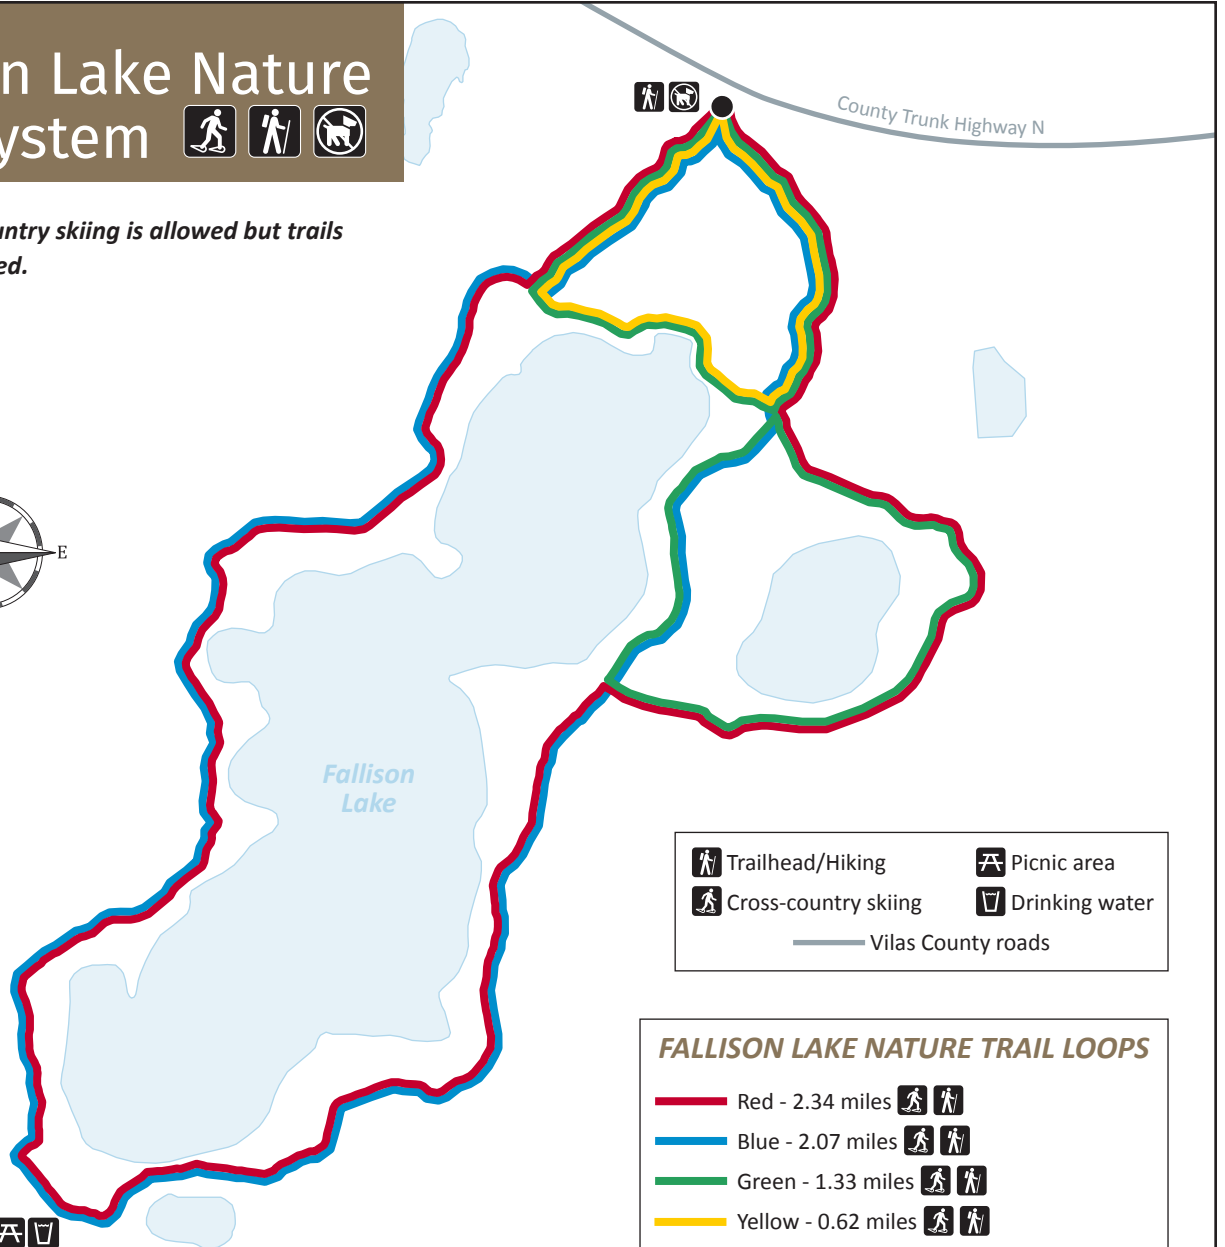 n Lake Nature
ystem
untry skiing is allowed but trails
ed.
County Trunk Highway N
E
Fallison
Lake
Trailhead/Hiking
Picnic area
Cross-country skiing
Drinking water
Vilas County roads
FALLISON LAKE NATURE TRAIL LOOPS
Red - 2.34 miles
Blue - 2.07 miles
Green - 1.33 miles
Yellow - 0.62 miles